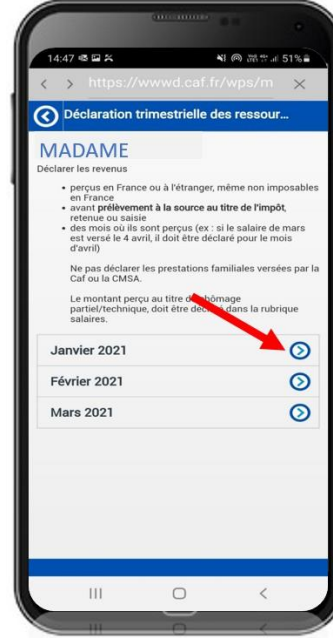 14:47 51%
https://wwwd.caf.fr/wps/m
Déclaration trimestrielle des ressour...
MADAME
Déclarer les revenus
• perçus en France ou à l'étranger, même non imposables
en France
• avant prélèvement à la source au titre de l'impôt,
retenue ou saisie
• des mois où ils sont perçus (ex : si le salaire de mars
est versé le 4 avril, il doit être déclaré pour le mois
d'avril)
Ne pas déclarer les prestations familiales versées par la
Caf ou la CMSA.
Le montant perçu au titre du chômage
partiel/technique, doit être dans la rubrique
salaires.
Janvier 2021
Février 2021
Mars 2021